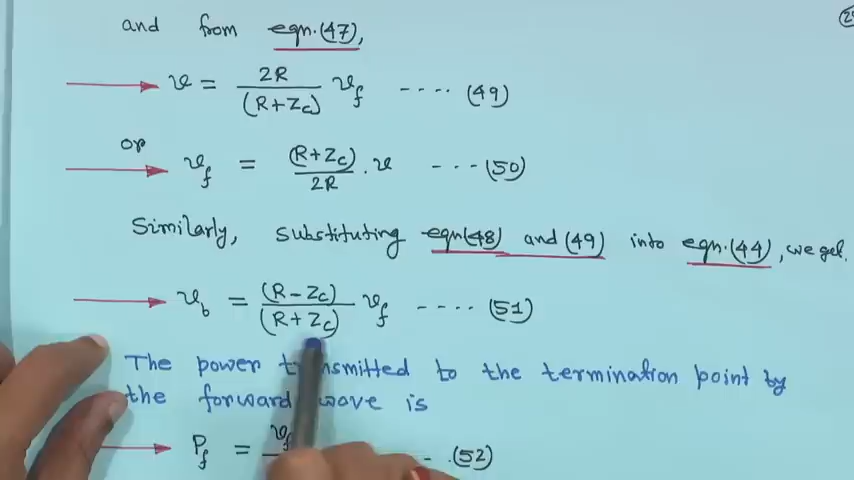 and from eqn.(47),
v = 2R / (R+Zc) vf ---- (49)
or
vf = (R+Zc) / 2R . v --- (50)
Similarly, substituting eqn(48) and (49) into eqn.(44), we get.
vb = (R-Zc) / (R+Zc) vf ---- (51)
The power transmitted to the termination point by
the forward wave is
Pf = vf (52)